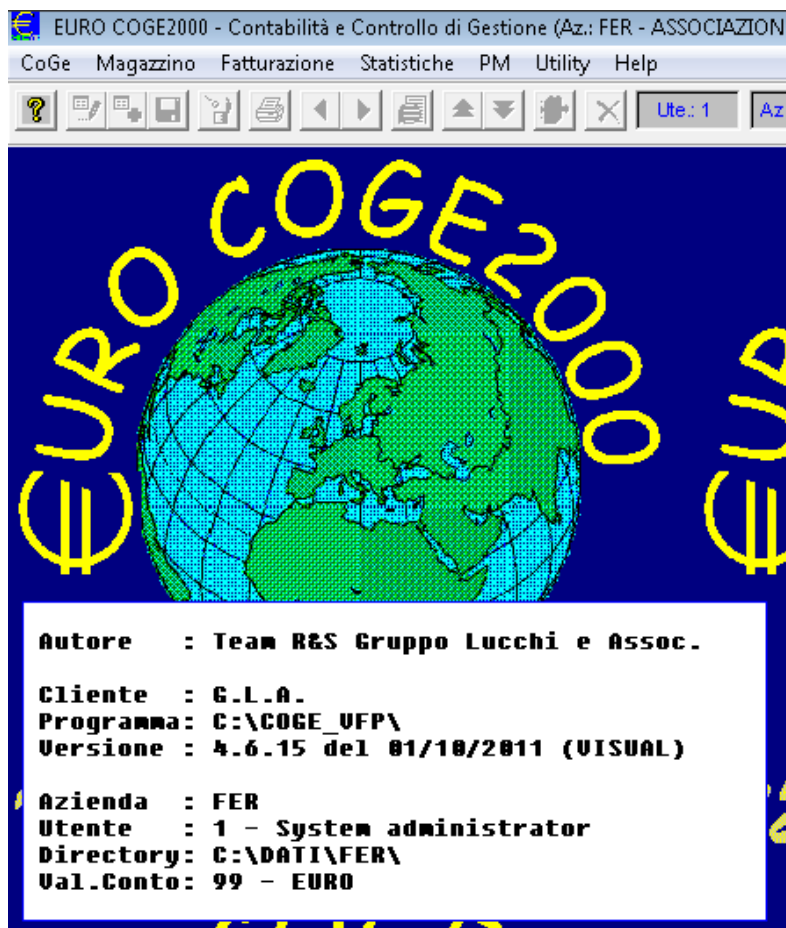 EURO COGE2000 - Contabilità e Controllo di Gestione (Az.: FER - ASSOCIAZION
CoGe Magazzino Fatturazione Statistiche PM Utility Help
Ute.: 1 Az
€URO COGE2000
Autore : Team R&S Gruppo Lucchi e Assoc.
Cliente : G.L.A.
Programma: C:\COGE_VFP\
Versione : 4.6.15 del 01/10/2011 (VISUAL)
Azienda : FER
Utente : 1 - System administrator
Directory: C:\DATI\FER\
Val.Conto: 99 - EURO